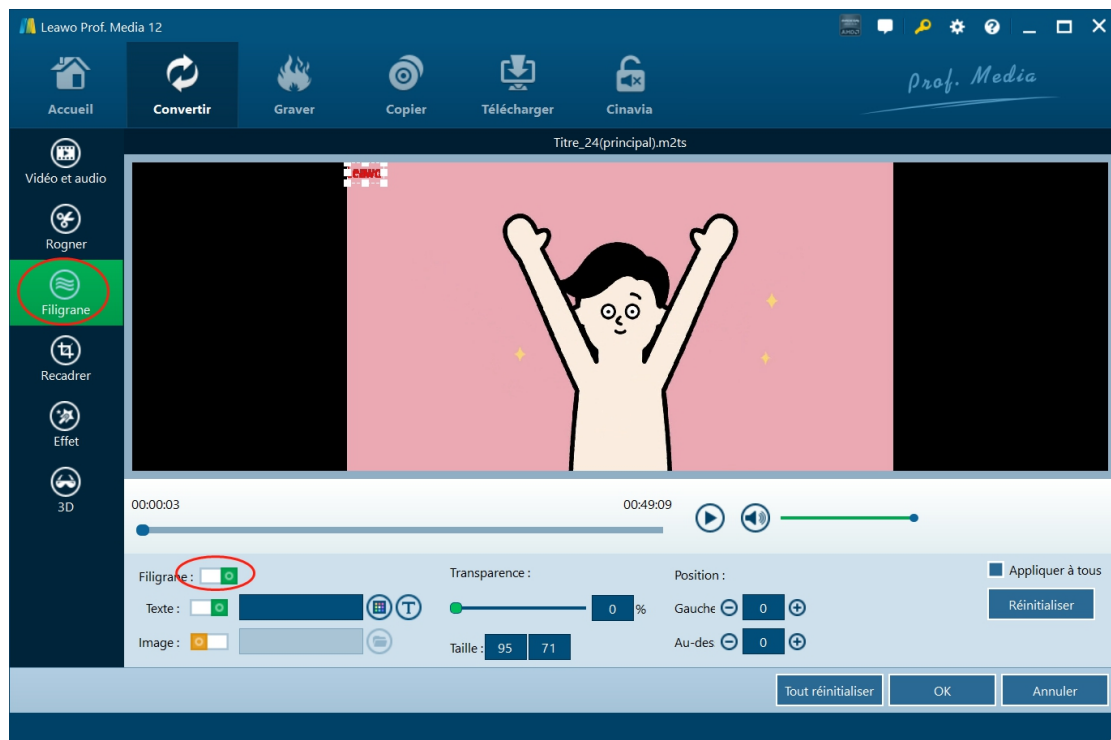 Leawo Prof. Media 12
Accueil
Convertir
Graver
Copier
Télécharger
Cinavia
Prof. Media
Titre_24(principal).m2ts
Vidéo et audio
Rogner
Filigrane
Recadrer
Effet
3D
Leawo
00:00:03
00:49:09
Filigrane :
Transparence :
Position :
Appliquer à tous
Texte :
0 %
Gauche
0
Réinitialiser
Image :
Taille : 95 71
Au-des
0
Tout réinitialiser
OK
Annuler